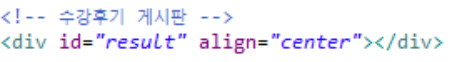 <!-- 수강후기 게시판 -->
<div id="result" align="center"></div>